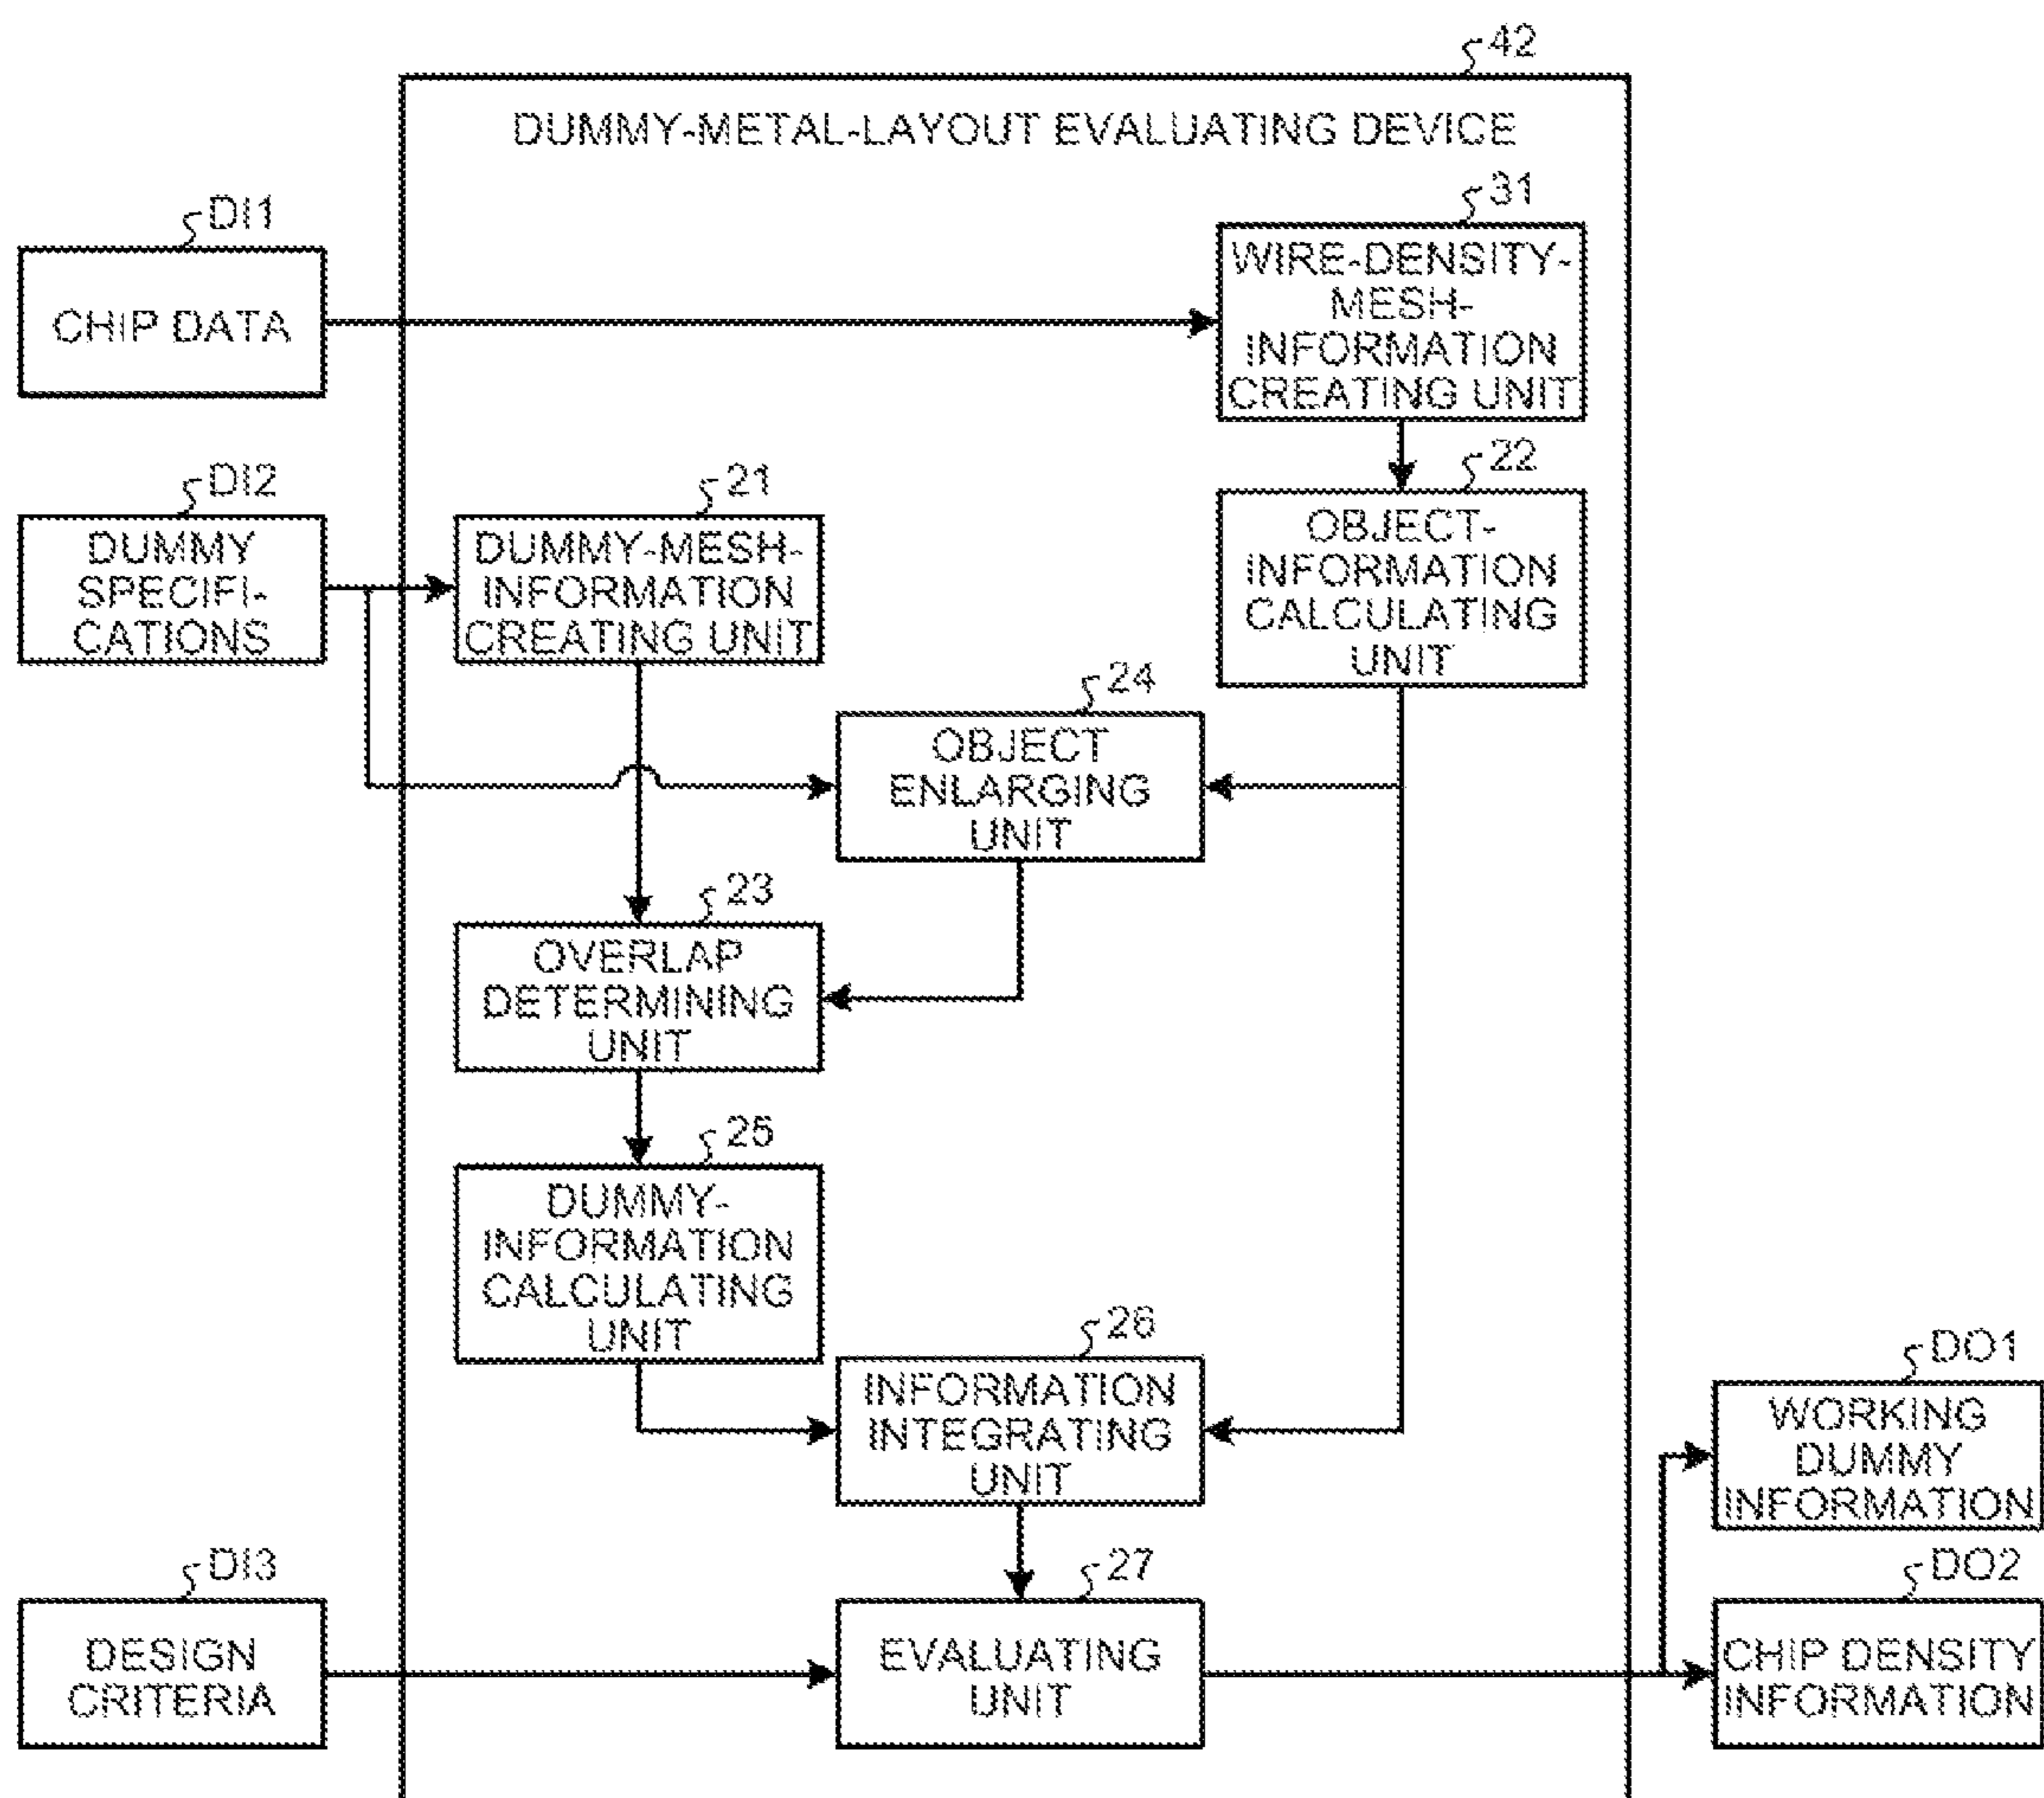 42
DUMMY-METAL-LAYOUT EVALUATING DEVICE
DI1
CHIP DATA
31
WIRE-DENSITY-
MESH-
INFORMATION
CREATING UNIT
DI2
DUMMY
SPECIFI-
CATIONS
21
DUMMY-MESH-
INFORMATION
CREATING UNIT
22
OBJECT-
INFORMATION
CALCULATING
UNIT
24
OBJECT
ENLARGING
UNIT
23
OVERLAP
DETERMINING
UNIT
25
DUMMY-
INFORMATION
CALCULATING
UNIT
26
INFORMATION
INTEGRATING
UNIT
DO1
WORKING
DUMMY
INFORMATION
DI3
DESIGN
CRITERIA
27
EVALUATING
UNIT
DO2
CHIP DENSITY
INFORMATION